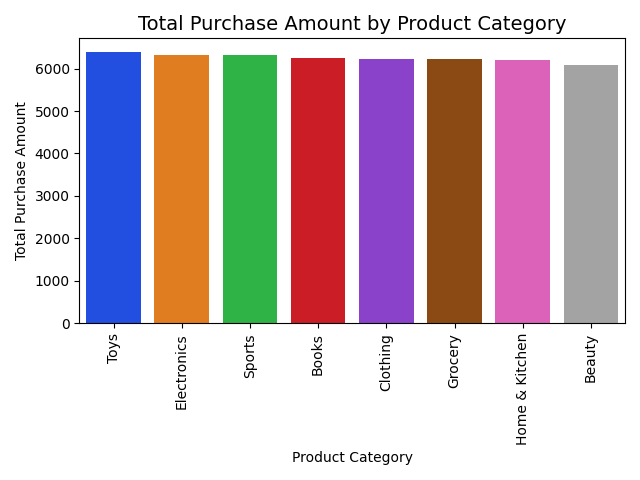 Total Purchase Amount by Product Category
Total Purchase Amount
6000
5000
4000
3000
2000
1000
0
Toys
Electronics
Sports
Books
Clothing
Grocery
Home & Kitchen
Beauty
Product Category